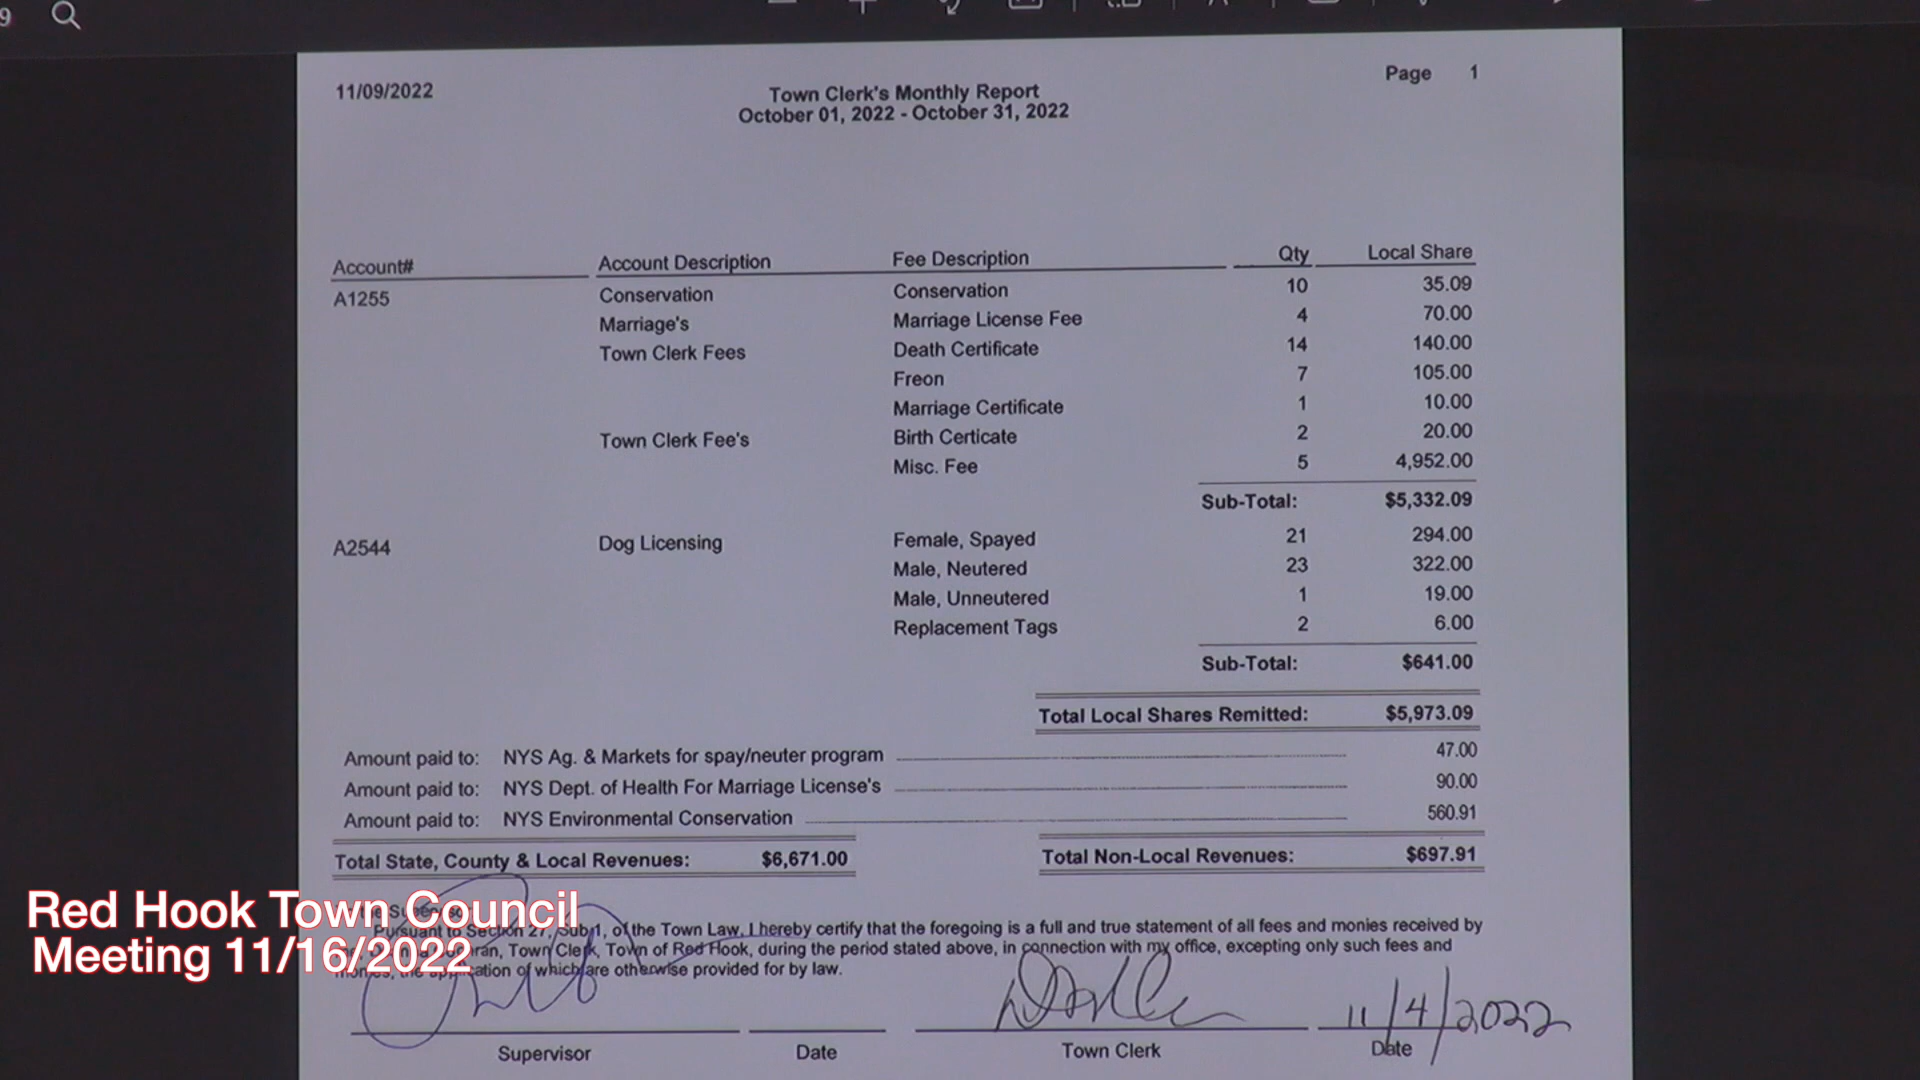 9
11/09/2022
Page 1
Town Clerk's Monthly Report
October 01, 2022 - October 31, 2022
Account# Account Description Fee Description Qty Local Share
A1255 Conservation Conservation 10 35.09
Marriage's Marriage License Fee 4 70.00
Town Clerk Fees Death Certificate 14 140.00
Freon 7 105.00
Marriage Certificate 1 10.00
Town Clerk Fee's Birth Certicate 2 20.00
Misc. Fee 5 4,952.00
Sub-Total: $5,332.09
A2544 Dog Licensing Female, Spayed 21 294.00
Male, Neutered 23 322.00
Male, Unneutered 1 19.00
Replacement Tags 2 6.00
Sub-Total: $641.00
Total Local Shares Remitted: $5,973.09
Amount paid to: NYS Ag. & Markets for spay/neuter program 47.00
Amount paid to: NYS Dept. of Health For Marriage License's 90.00
Amount paid to: NYS Environmental Conservation 560.91
Total State, County & Local Revenues: $6,671.00 Total Non-Local Revenues: $697.91
Pursuant to Section 27, Sub 1, of the Town Law, I hereby certify that the foregoing is a full and true statement of all fees and monies received by
Town Clerk, Town of Red Hook, during the period stated above, in connection with my office, excepting only such fees and
of which are otherwise provided for by law.
11/4/2022
Supervisor Date Town Clerk Date
Red Hook Town Council
Meeting 11/16/2022